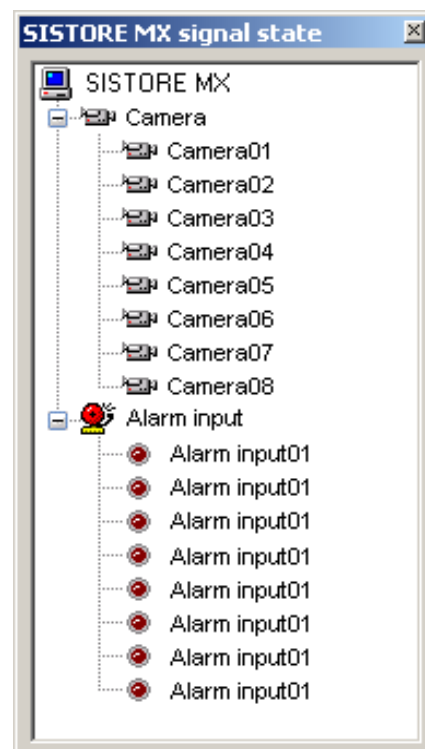 SISTORE MX signal state
SISTORE MX
Camera
Camera01
Camera02
Camera03
Camera04
Camera05
Camera06
Camera07
Camera08
Alarm input
Alarm input01
Alarm input01
Alarm input01
Alarm input01
Alarm input01
Alarm input01
Alarm input01
Alarm input01